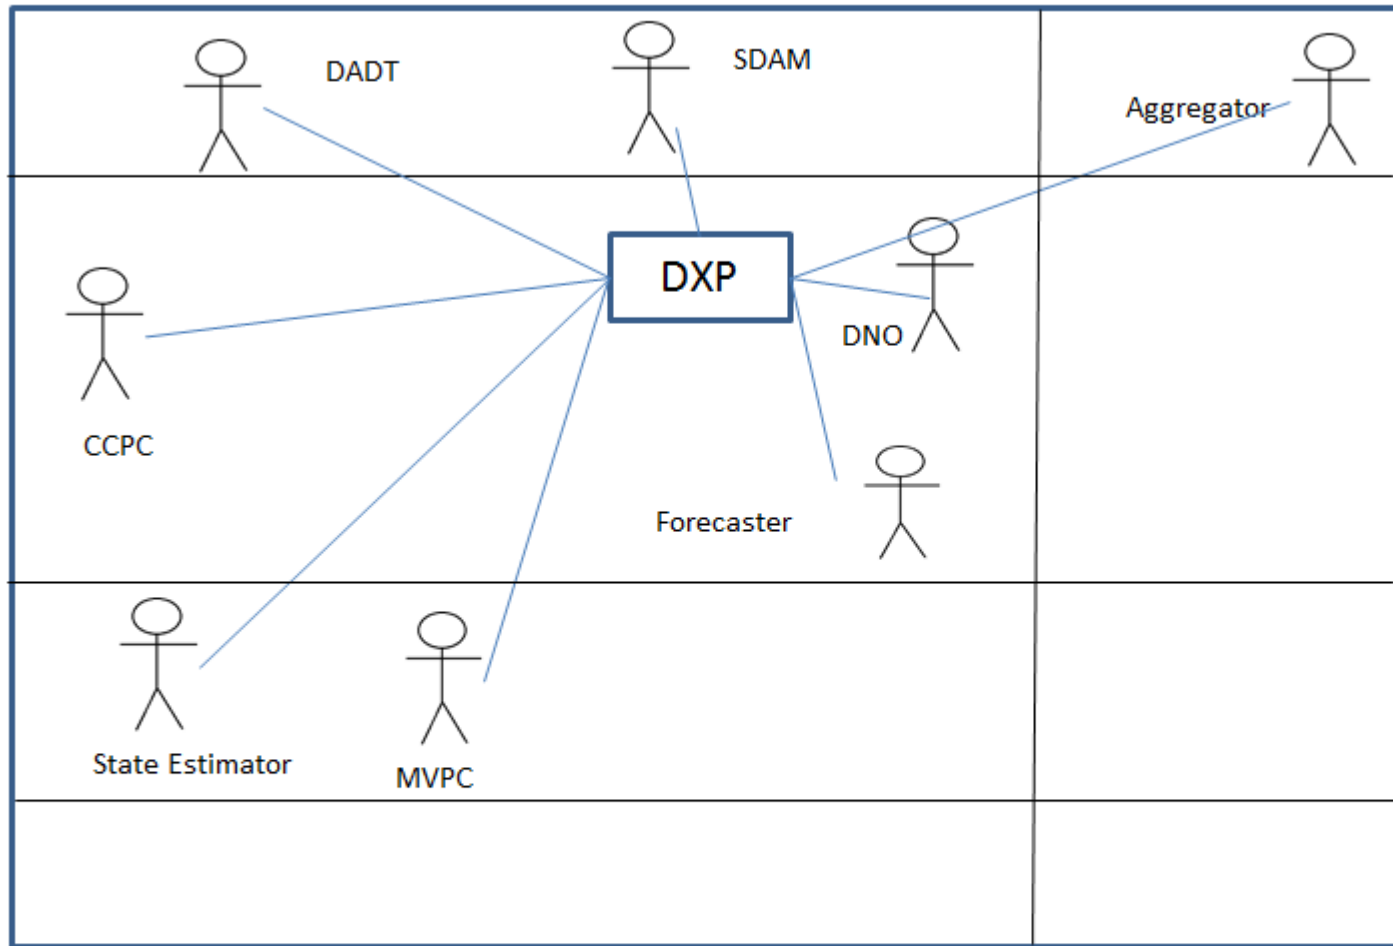 DADT
SDAM
Aggregator
DXP
DNO
CCPC
Forecaster
State Estimator
MVPC